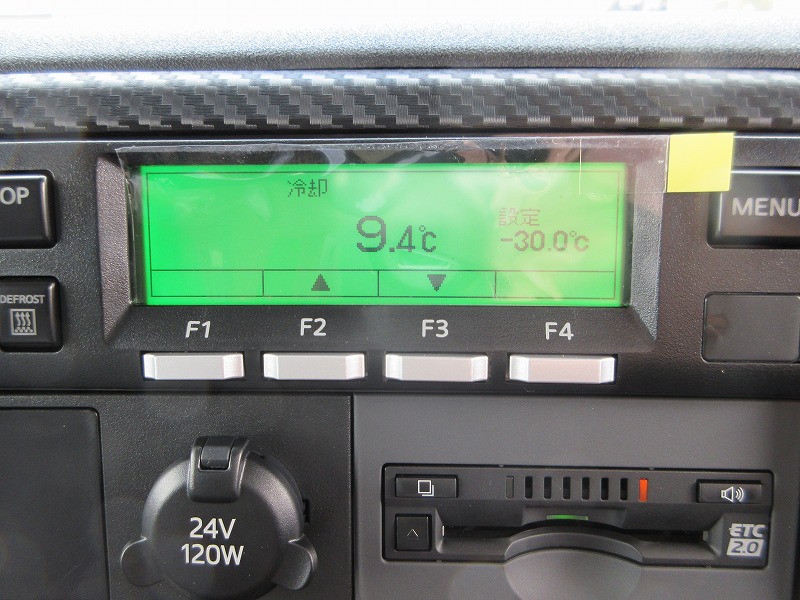 冷却
9.4℃
設定
-30.0℃
▲ ▼
OP
MENU
DEFROST
F1 F2 F3 F4
24V
120W
ETC
2.0